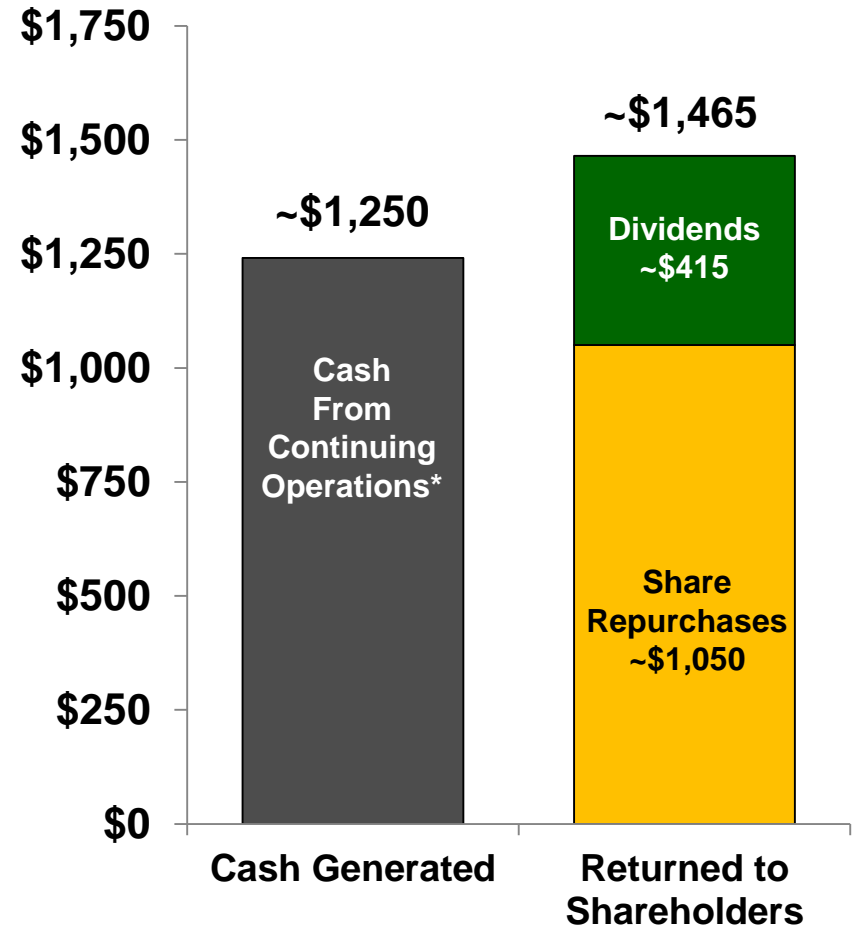 $1,750
$1,500
$1,250
$1,000
$750
$500
$250
$0
~$1,250
Cash
From
Continuing
Operations*
~$1,465
Dividends
~$415
Share
Repurchases
~$1,050
Cash Generated
Returned to
Shareholders